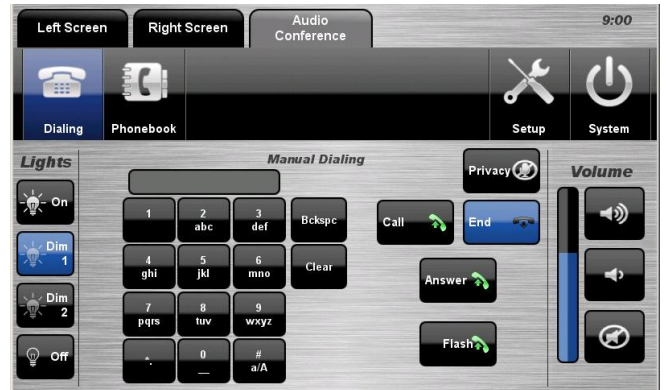 Left Screen
Right Screen
Audio
Conference
9:00
Dialing
Phonebook
Setup
System
Lights
Manual Dialing
Privacy
Volume
On
1
2
abc
3
def
Bckspc
Call
End
Dim
1
4
ghi
5
jkl
6
mno
Clear
Answer
Dim
2
7
pqrs
8
tuv
9
wxyz
Off
0
_
#
a/A
Flash